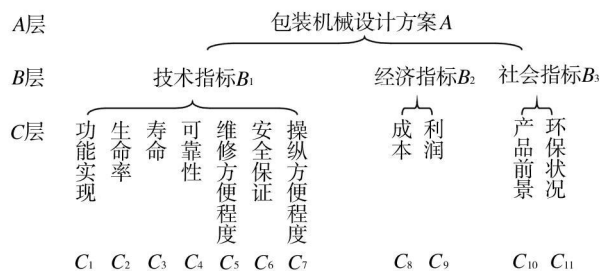 A层 包装机械设计方案A
B层 技术指标B₁ 经济指标B₂ 社会指标B₃
C层 功能实现 生命率 寿命 可靠性 维修方便程度 安全保证 操纵方便程度 成本 利润 产品前景 环保状况
C₁ C₂ C₃ C₄ C₅ C₆ C₇ C₈ C₉ C₁₀ C₁₁